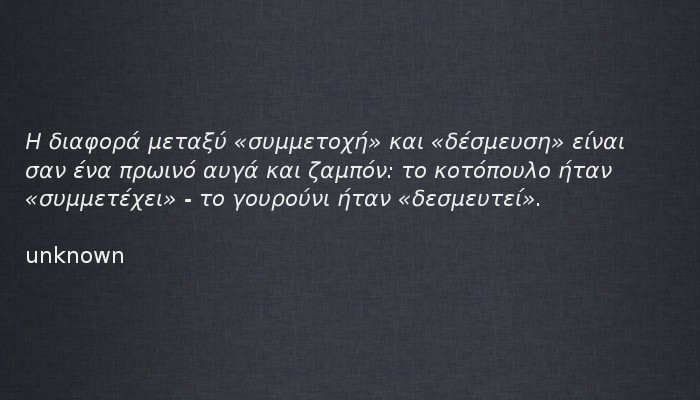 Η διαφορά μεταξύ «συμμετοχή» και «δέσμευση» είναι
σαν ένα πρωινό αυγά και ζαμπόν: το κοτόπουλο ήταν
«συμμετέχει» - το γουρούνι ήταν «δεσμευτεί».
unknown